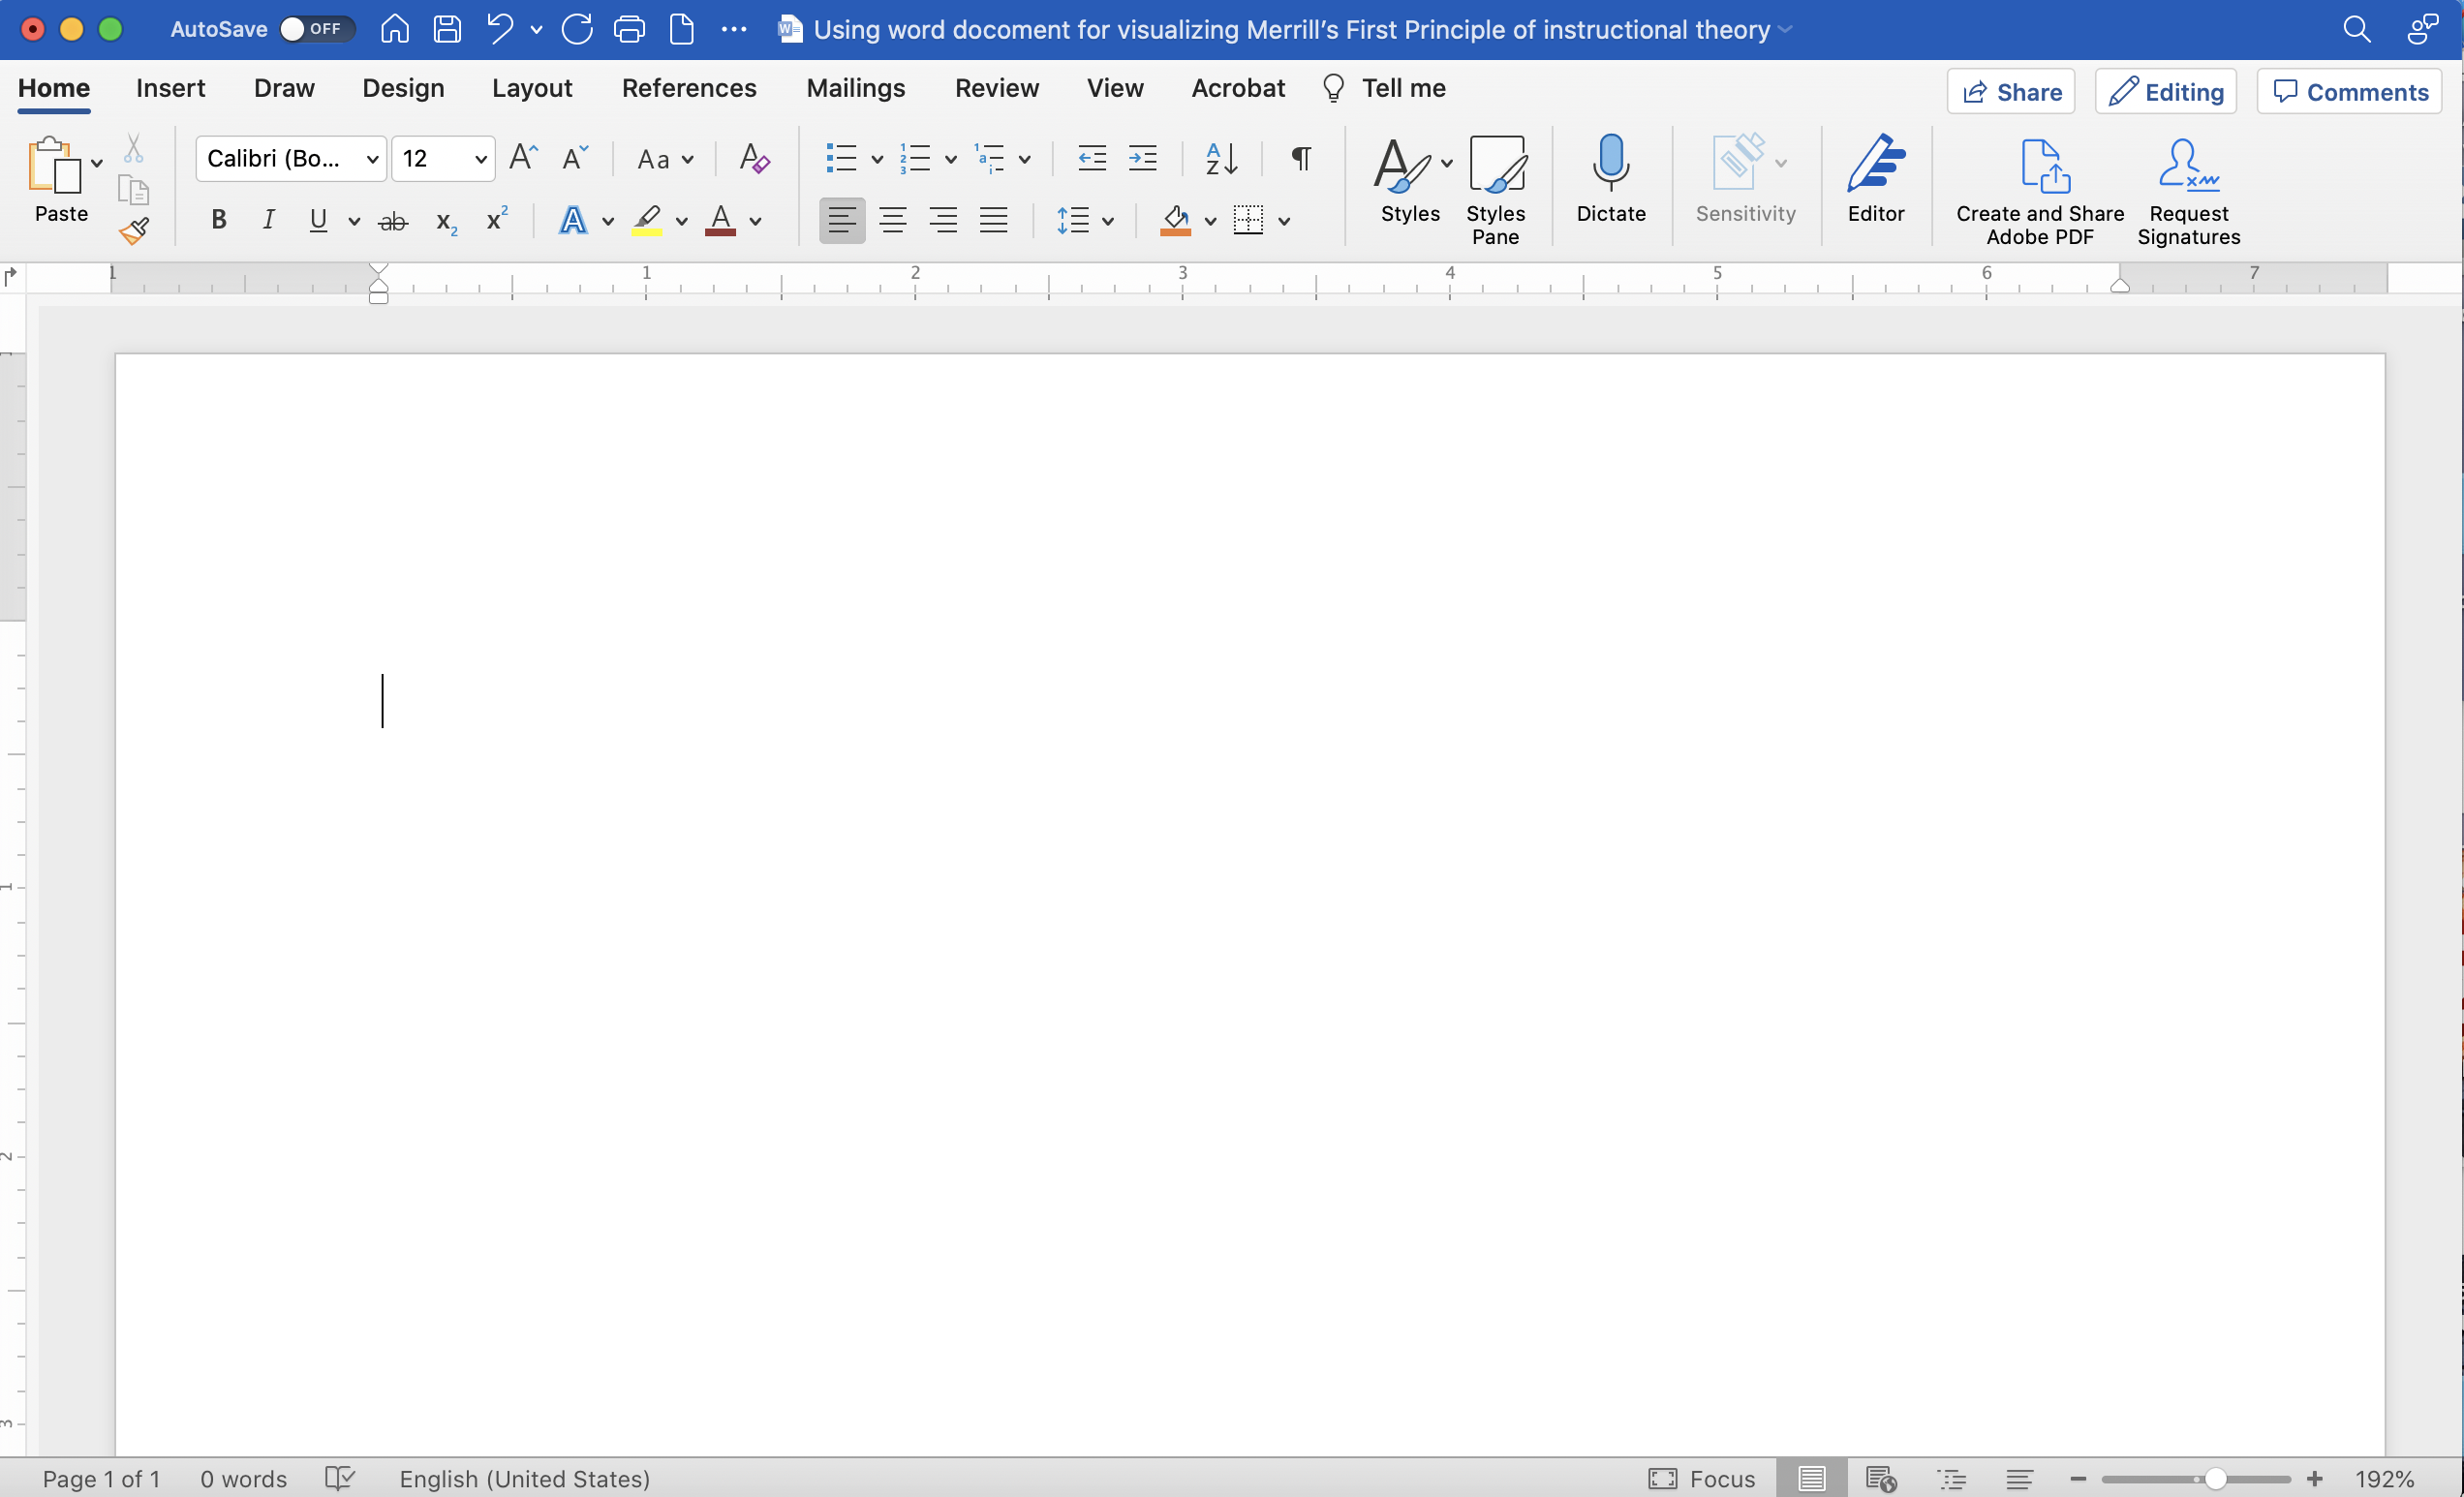 AutoSave OFF Using word docoment for visualizing Merrill's First Principle of instructional theory
Home Insert Draw Design Layout References Mailings Review View Acrobat Tell me Share Editing Comments
Paste Calibri (Bo... 12 Styles Styles Pane Dictate Sensitivity Editor Create and Share Adobe PDF Request Signatures
1 1 2 3 4 5 6 7
1
2
3
Page 1 of 1 0 words English (United States) Focus 192%